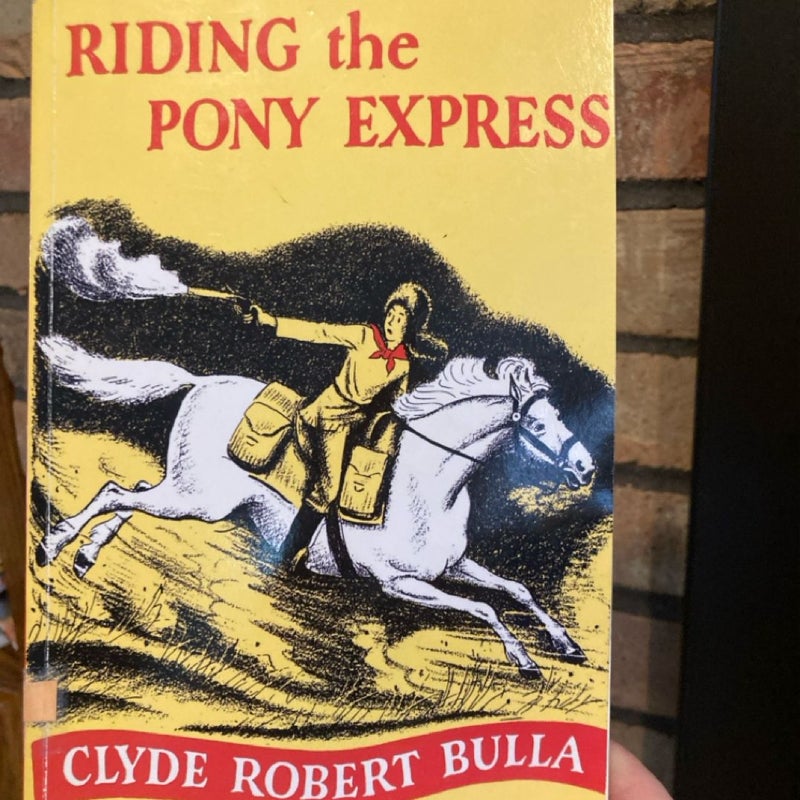 RIDING the
PONY EXPRESS
CLYDE ROBERT BULLA